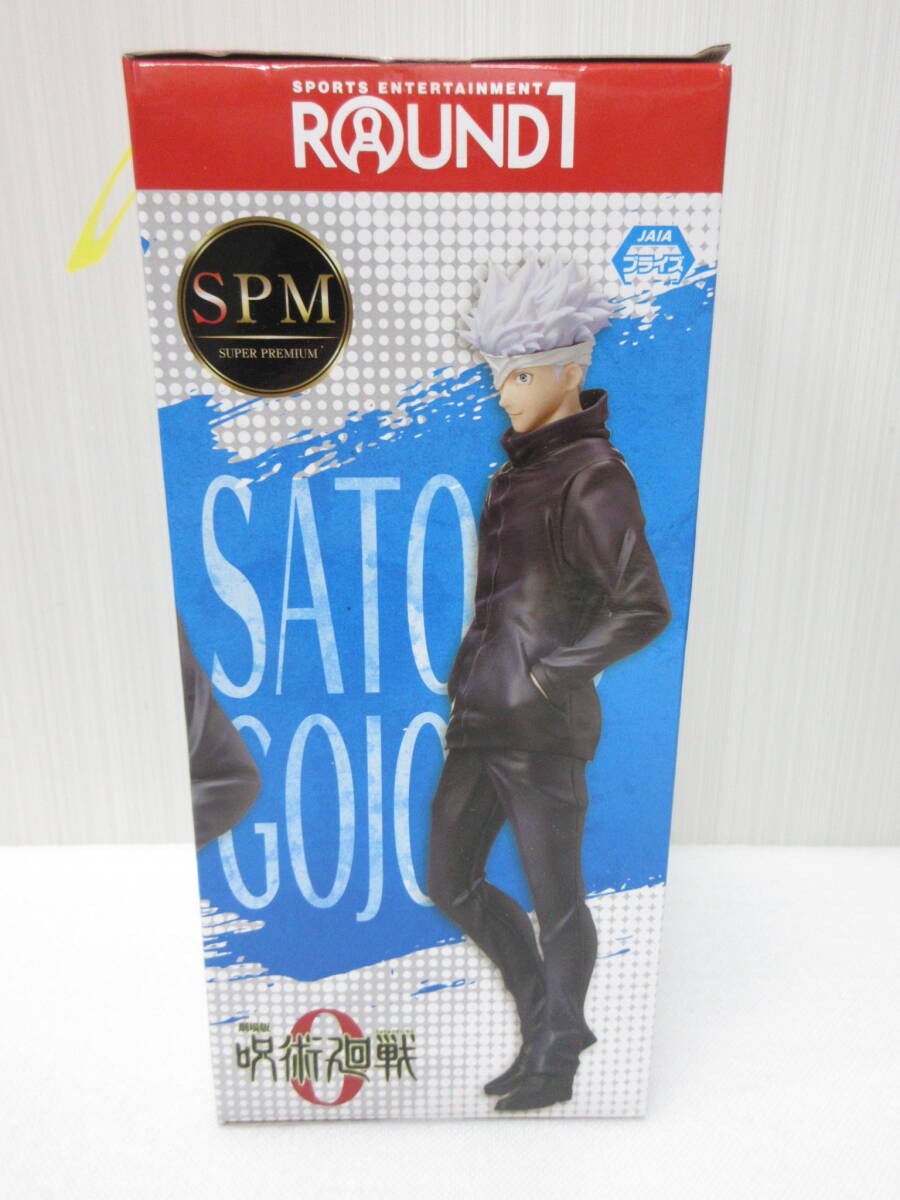 SPORTS ENTERTAINMENT
ROUND1
JAIA
プライズ
SPM
SUPER PREMIUM
SATO
GOJO
劇場版
呪術廻戦
0